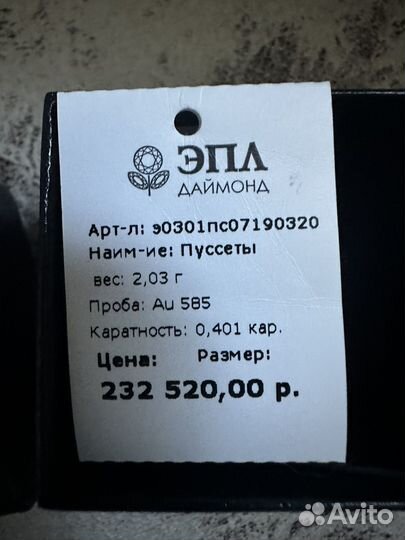 ЭПЛ
ДАЙМОНД
Арт-л: э0301пс07190320
Наим-ие: Пуссеты
вес: 2,03 г
Проба: Au 585
Каратность: 0,401 кар.
Цена: Размер:
232 520,00 р.
Avito